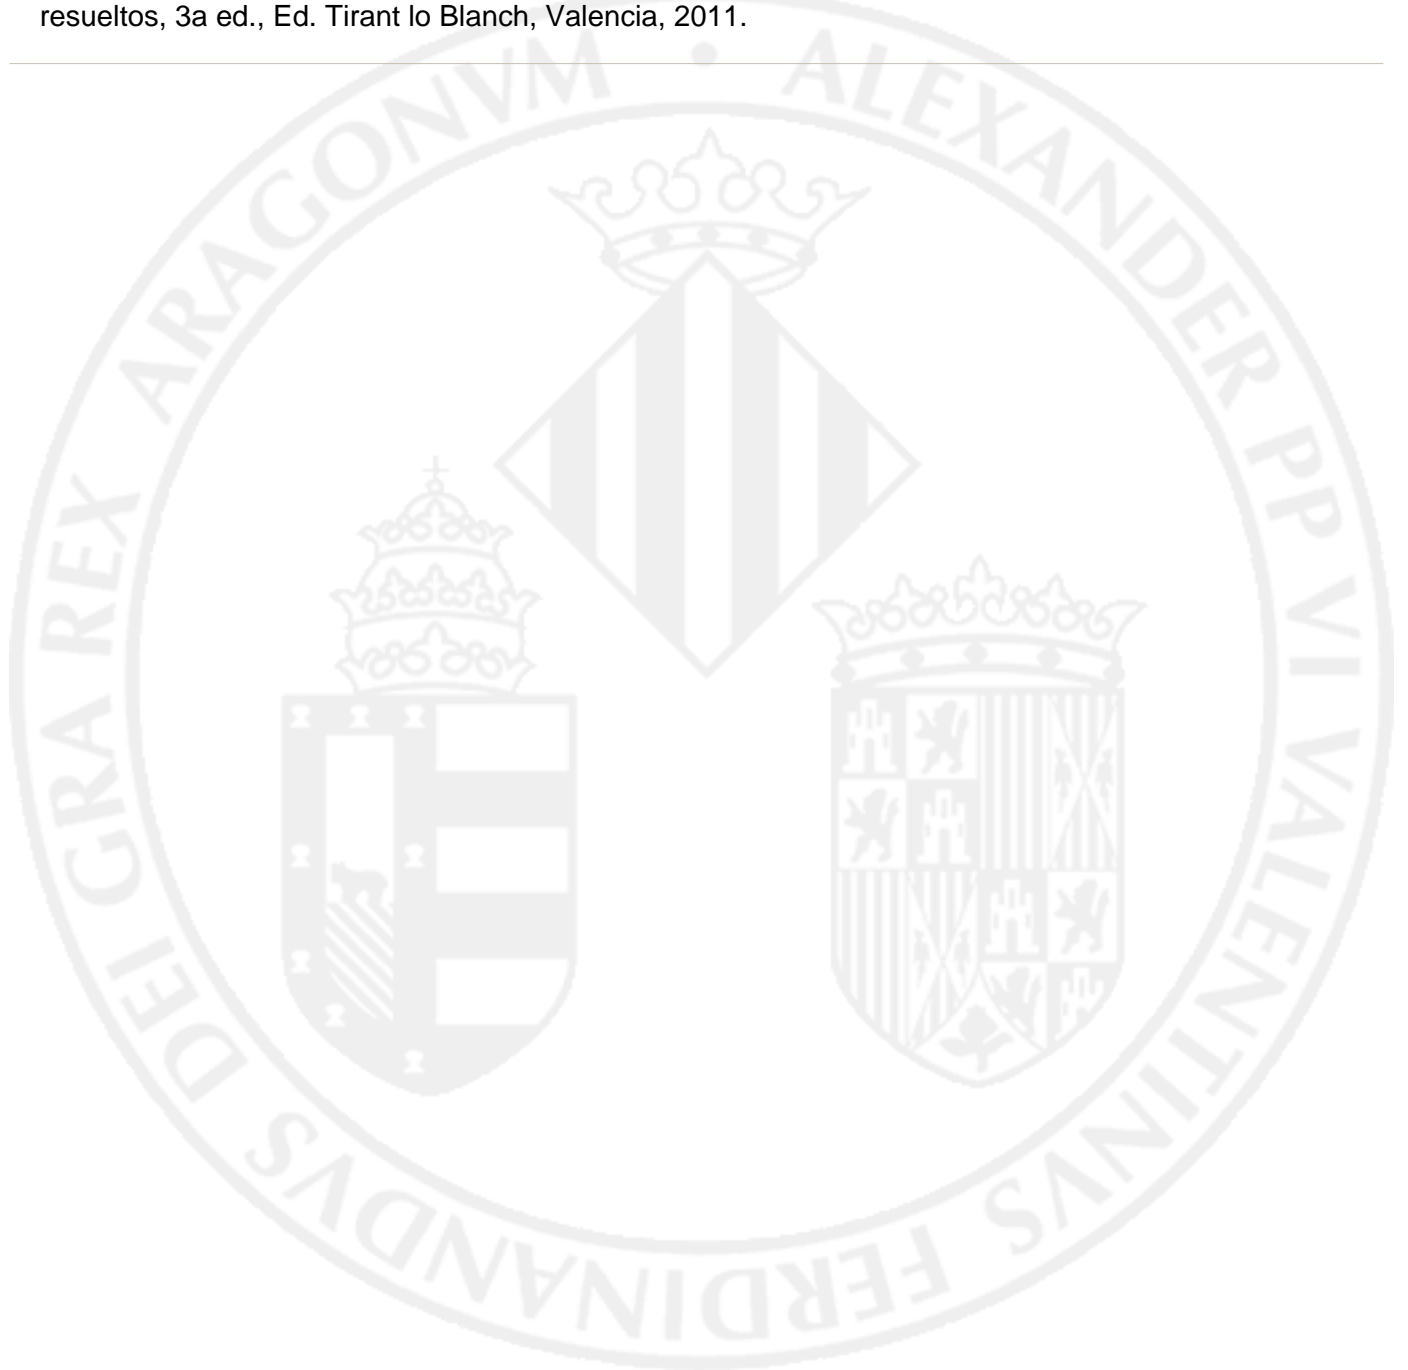 resueltos, 3a ed., Ed. Tirant lo Blanch, Valencia, 2011.
FERDINANDVS DEI GRA REX ARAGONVM • ALEXANDER PP VI VALENTINVS